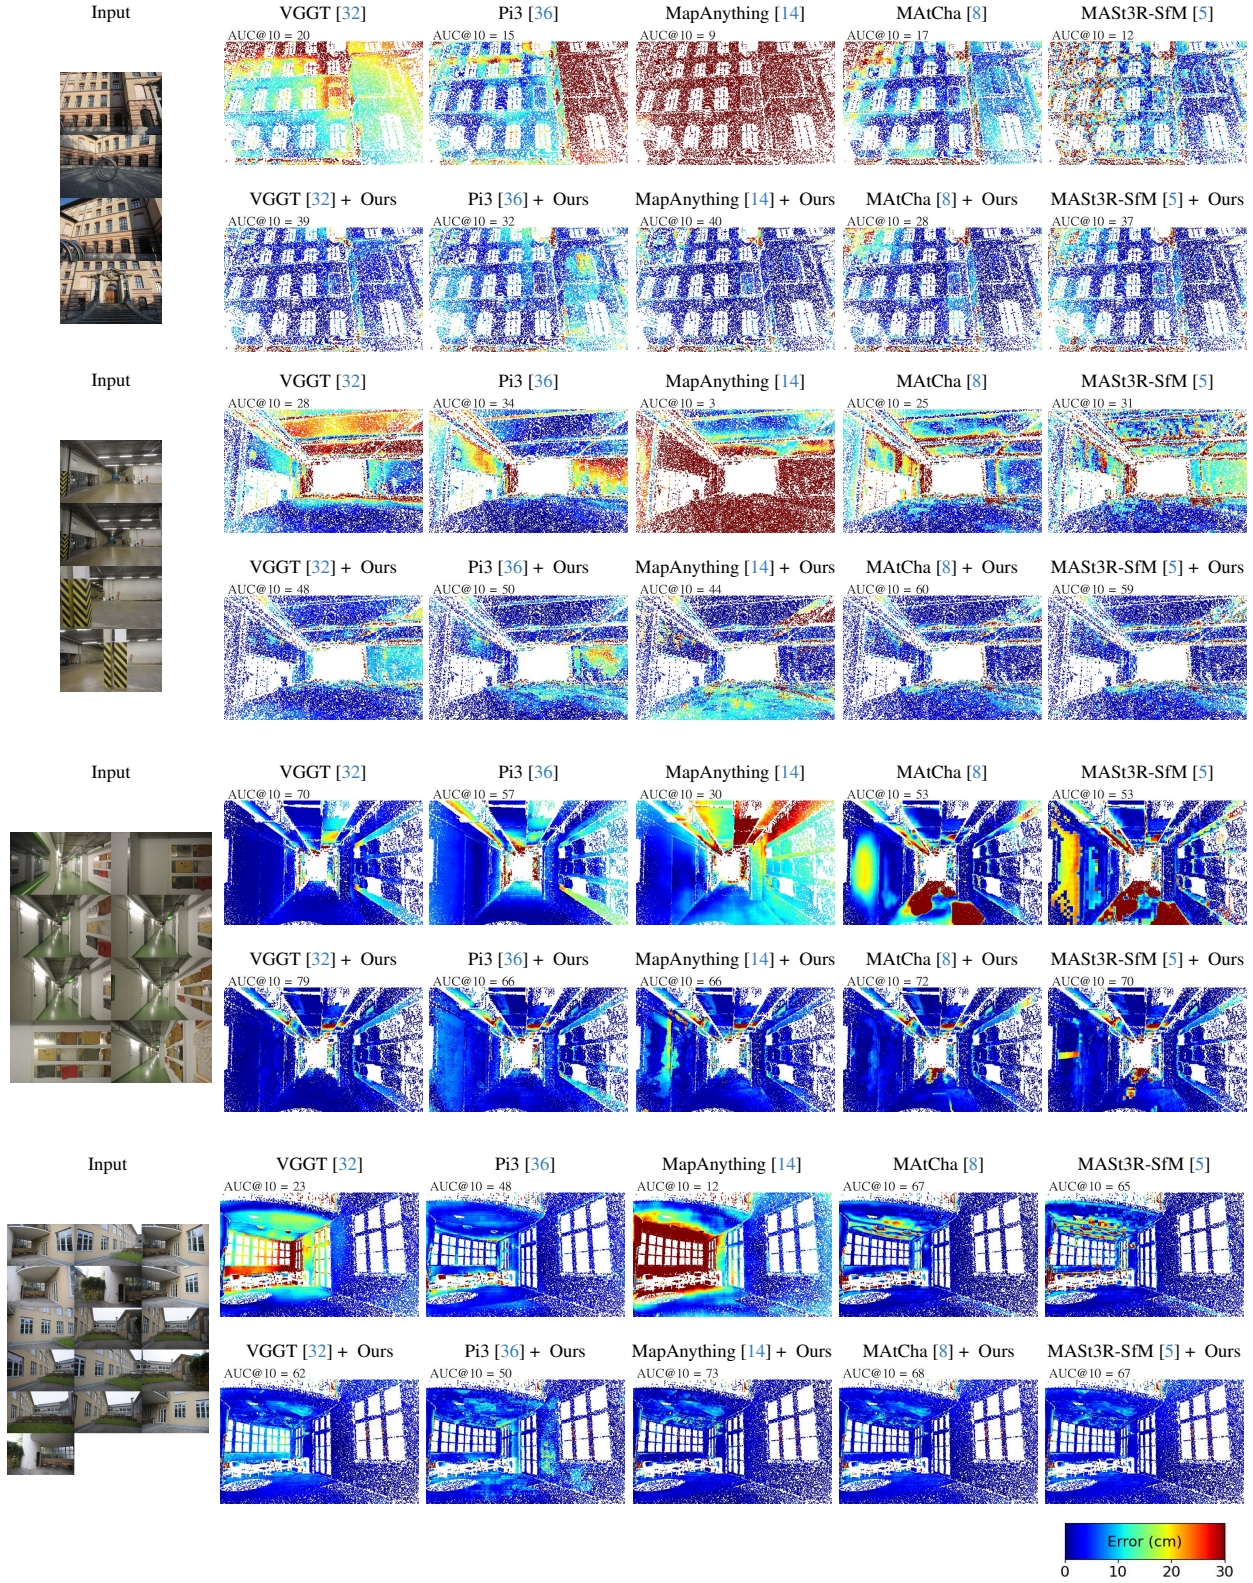 Input VGGT [32] Pi3 [36] MapAnything [14] MAtCha [8] MASt3R-SfM [5]
AUC@10 = 20 AUC@10 = 15 AUC@10 = 9 AUC@10 = 17 AUC@10 = 12
VGGT [32] + Ours Pi3 [36] + Ours MapAnything [14] + Ours MAtCha [8] + Ours MASt3R-SfM [5] + Ours
AUC@10 = 39 AUC@10 = 32 AUC@10 = 40 AUC@10 = 28 AUC@10 = 37
Input VGGT [32] Pi3 [36] MapAnything [14] MAtCha [8] MASt3R-SfM [5]
AUC@10 = 28 AUC@10 = 34 AUC@10 = 3 AUC@10 = 25 AUC@10 = 31
VGGT [32] + Ours Pi3 [36] + Ours MapAnything [14] + Ours MAtCha [8] + Ours MASt3R-SfM [5] + Ours
AUC@10 = 48 AUC@10 = 50 AUC@10 = 44 AUC@10 = 60 AUC@10 = 59
Input VGGT [32] Pi3 [36] MapAnything [14] MAtCha [8] MASt3R-SfM [5]
AUC@10 = 70 AUC@10 = 57 AUC@10 = 30 AUC@10 = 53 AUC@10 = 53
VGGT [32] + Ours Pi3 [36] + Ours MapAnything [14] + Ours MAtCha [8] + Ours MASt3R-SfM [5] + Ours
AUC@10 = 79 AUC@10 = 66 AUC@10 = 66 AUC@10 = 72 AUC@10 = 70
Input VGGT [32] Pi3 [36] MapAnything [14] MAtCha [8] MASt3R-SfM [5]
AUC@10 = 23 AUC@10 = 48 AUC@10 = 12 AUC@10 = 67 AUC@10 = 65
VGGT [32] + Ours Pi3 [36] + Ours MapAnything [14] + Ours MAtCha [8] + Ours MASt3R-SfM [5] + Ours
AUC@10 = 62 AUC@10 = 50 AUC@10 = 73 AUC@10 = 68 AUC@10 = 67
Error (cm)
0 10 20 30